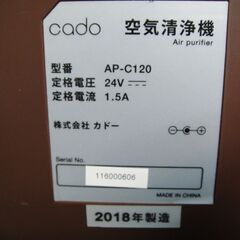 cado 空気清浄機
Air purifier
型番 AP-C120
定格電圧 24V ⎓
定格電流 1.5A
株式会社 カドー
Serial No.
116000606
MADE IN CHINA
2018年製造